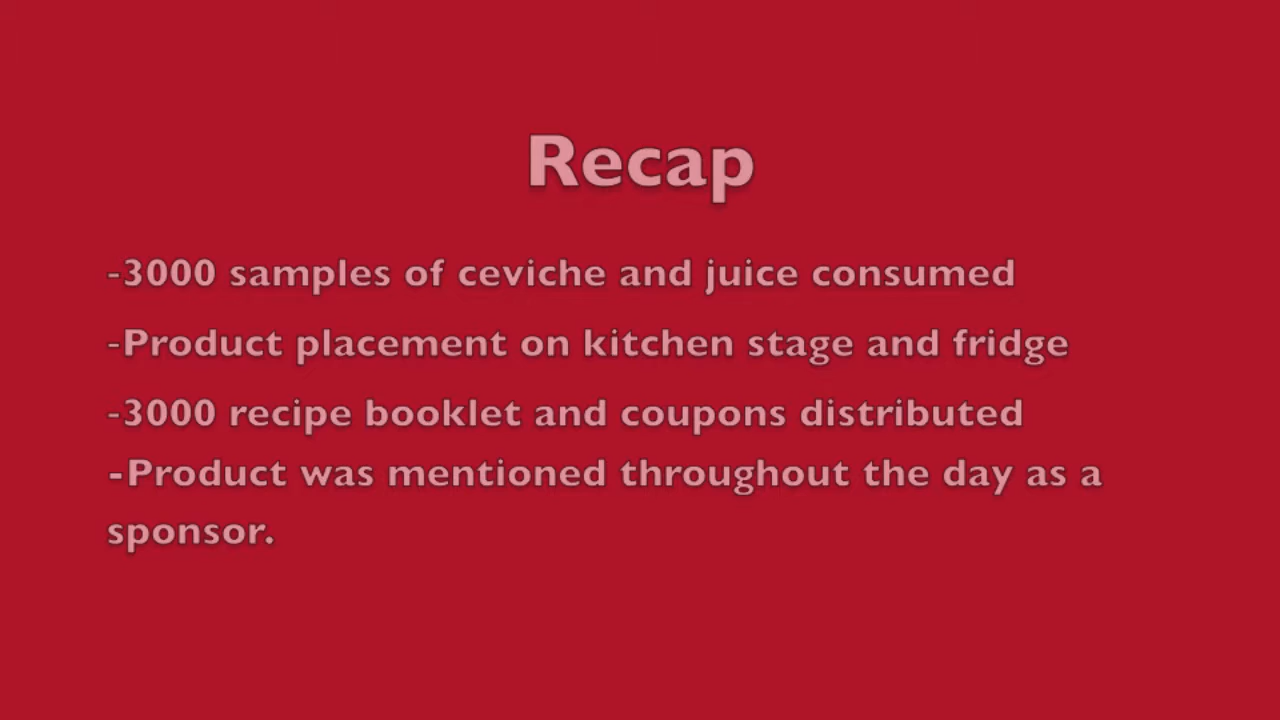 Recap
-3000 samples of ceviche and juice consumed
-Product placement on kitchen stage and fridge
-3000 recipe booklet and coupons distributed
-Product was mentioned throughout the day as a
sponsor.